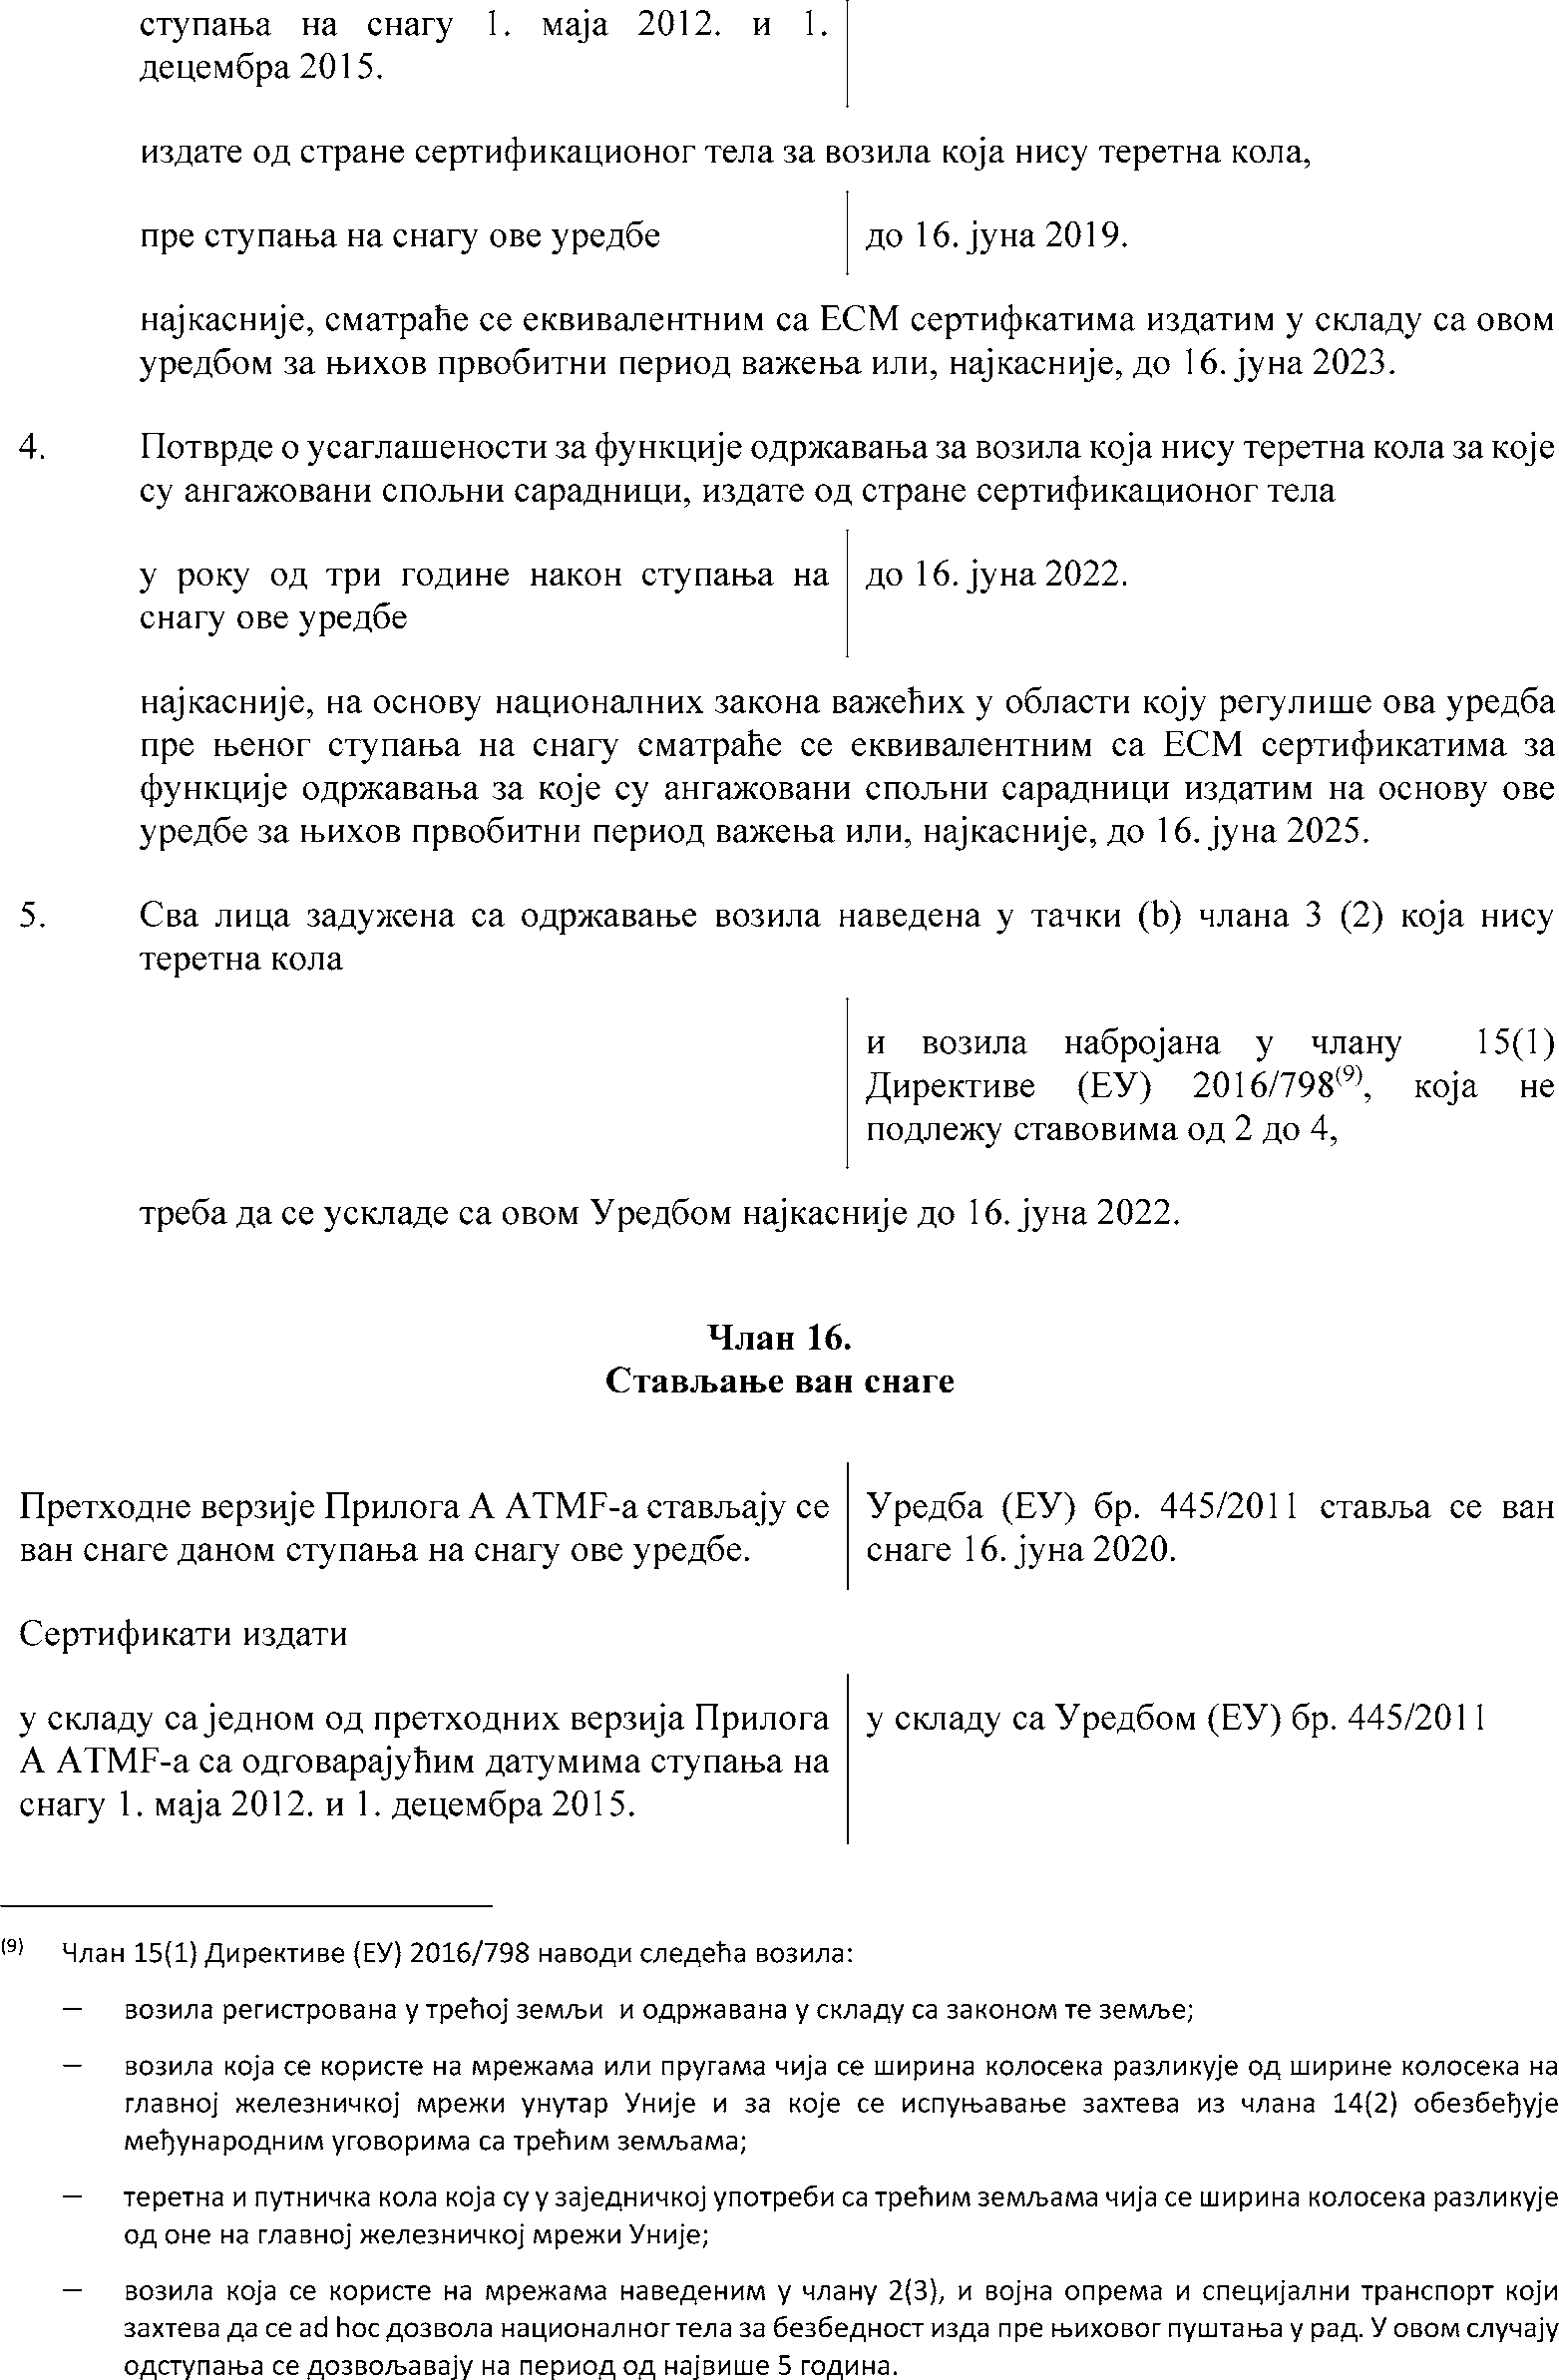 ступања на снагу 1. маја 2012. и 1.
децембра 2015.
издате од стране сертификационог тела за возила која нису теретна кола,
пре ступања на снагу ове уредбе
до 16. јуна 2019.
најкасније, сматраће се еквивалентним са ECM сертифкатима издатим у складу са овом
уредбом за њихов првобитни период важења или, најкасније, до 16. јуна 2023.
4. Потврде о усаглашености за функције одржавања за возила која нису теретна кола за које
су ангажовани спољни сарадници, издате од стране сертификационог тела
у року од три године након ступања на
снагу ове уредбе
до 16. јуна 2022.
најкасније, на основу националних закона важећих у области коју регулише ова уредба
пре њеног ступања на снагу сматраће се еквивалентним са ECM сертификатима за
функције одржавања за које су ангажовани спољни сарадници издатим на основу ове
уредбе за њихов првобитни период важења или, најкасније, до 16. јуна 2025.
5. Сва лица задужена са одржавање возила наведена у тачки (b) члана 3 (2) која нису
теретна кола
и возила набројана у члану 15(1)
Директиве (ЕУ) 2016/798⁽⁹⁾, која не
подлежу ставовима од 2 до 4,
треба да се ускладе са овом Уредбом најкасније до 16. јуна 2022.
Члан 16.
Стављање ван снаге
Претходне верзије Прилога А ATMF-а стављају се
ван снаге даном ступања на снагу ове уредбе.
Уредба (ЕУ) бр. 445/2011 ставља се ван
снаге 16. јуна 2020.
Сертификати издати
у складу са једном од претходних верзија Прилога
А ATMF-а са одговарајућим датумима ступања на
снагу 1. маја 2012. и 1. децембра 2015.
у складу са Уредбом (ЕУ) бр. 445/2011
⁽⁹⁾ Члан 15(1) Директиве (ЕУ) 2016/798 наводи следећа возила:
— возила регистрована у трећој земљи и одржавана у складу са законом те земље;
— возила која се користе на мрежама или пругама чија се ширина колосека разликује од ширине колосека на
главној железничкој мрежи унутар Уније и за које се испуњавање захтева из члана 14(2) обезбеђује
међународним уговорима са трећим земљама;
— теретна и путничка кола која су у заједничкој употреби са трећим земљама чија се ширина колосека разликује
од оне на главној железничкој мрежи Уније;
— возила која се користе на мрежама наведеним у члану 2(3), и војна опрема и специјални транспорт који
захтева да се ad hoc дозвола националног тела за безбедност изда пре њиховог пуштања у рад. У овом случају
одступања се дозвољавају на период од највише 5 година.